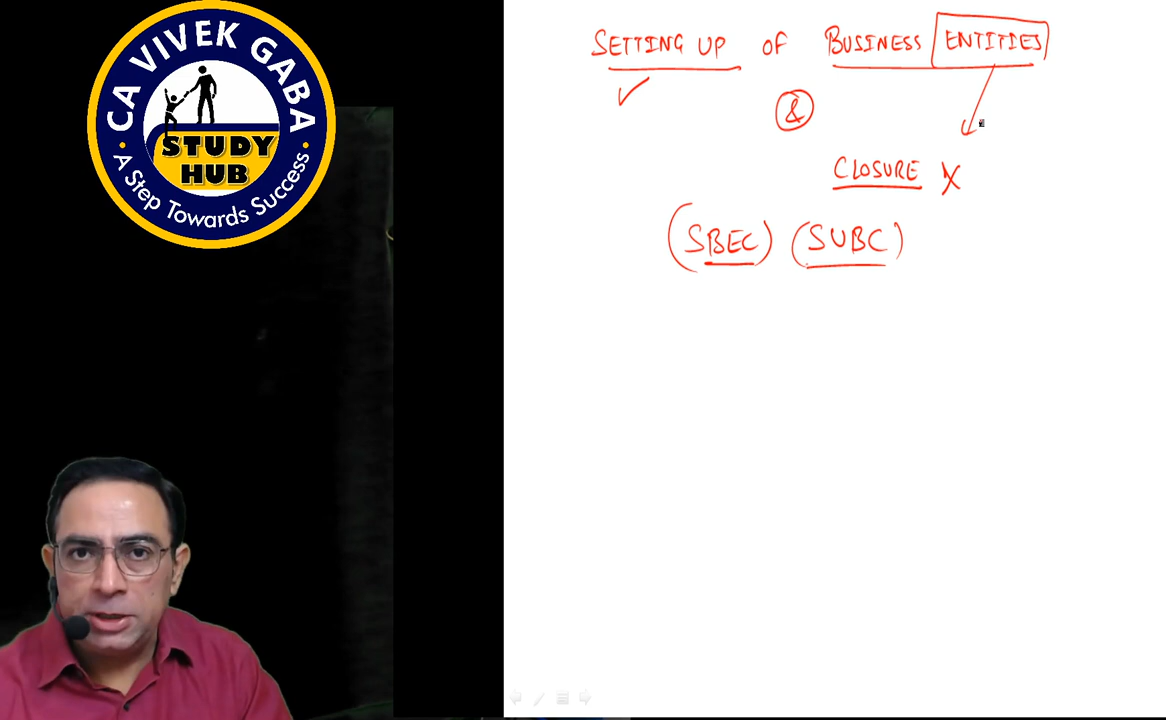 CA VIVEK GABA
STUDY
HUB
• A Step Towards Success •
SETTING UP OF BUSINESS ENTITIES
&
CLOSURE X
(SBEC) (SUBC)